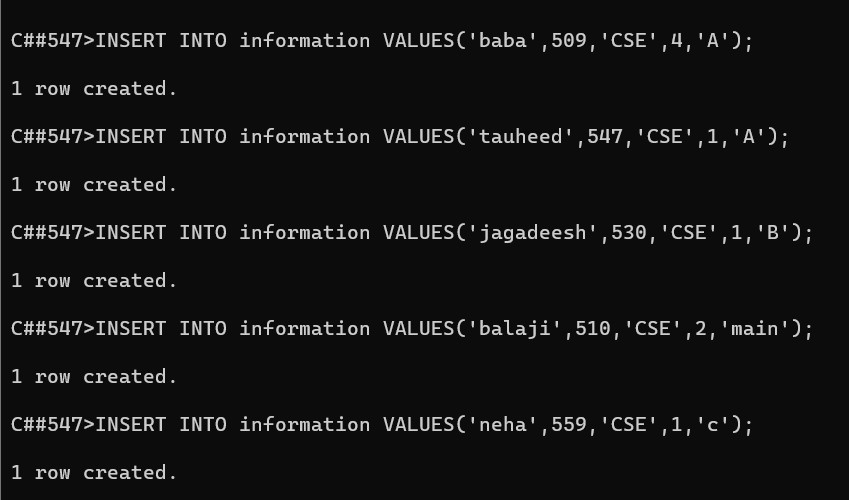 C##547>INSERT INTO information VALUES('baba',509,'CSE',4,'A');
1 row created.
C##547>INSERT INTO information VALUES('tauheed',547,'CSE',1,'A');
1 row created.
C##547>INSERT INTO information VALUES('jagadeesh',530,'CSE',1,'B');
1 row created.
C##547>INSERT INTO information VALUES('balaji',510,'CSE',2,'main');
1 row created.
C##547>INSERT INTO information VALUES('neha',559,'CSE',1,'c');
1 row created.